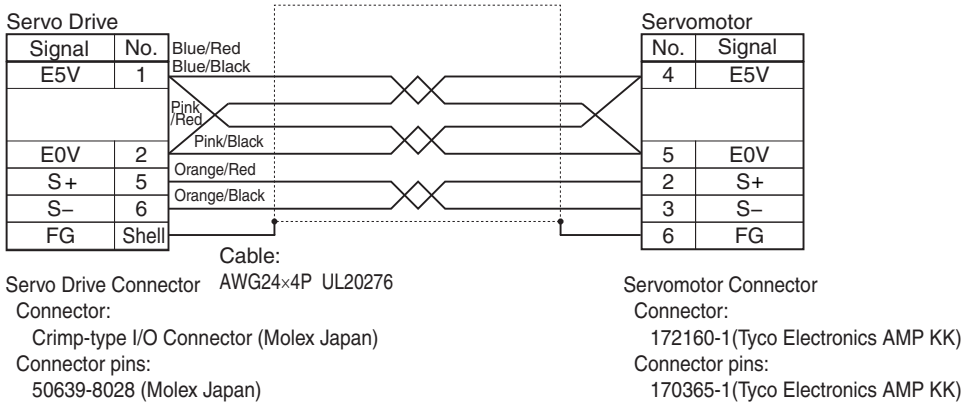 Servo Drive
Servomotor
Signal No. Blue/Red No. Signal
E5V 1 Blue/Black 4 E5V
Pink
/Red
Pink/Black
E0V 2 5 E0V
Orange/Red
S+ 5 2 S+
Orange/Black
S− 6 3 S−
FG Shell 6 FG
Cable:
AWG24×4P UL20276
Servo Drive Connector
Connector:
Crimp-type I/O Connector (Molex Japan)
Connector pins:
50639-8028 (Molex Japan)
Servomotor Connector
Connector:
172160-1(Tyco Electronics AMP KK)
Connector pins:
170365-1(Tyco Electronics AMP KK)